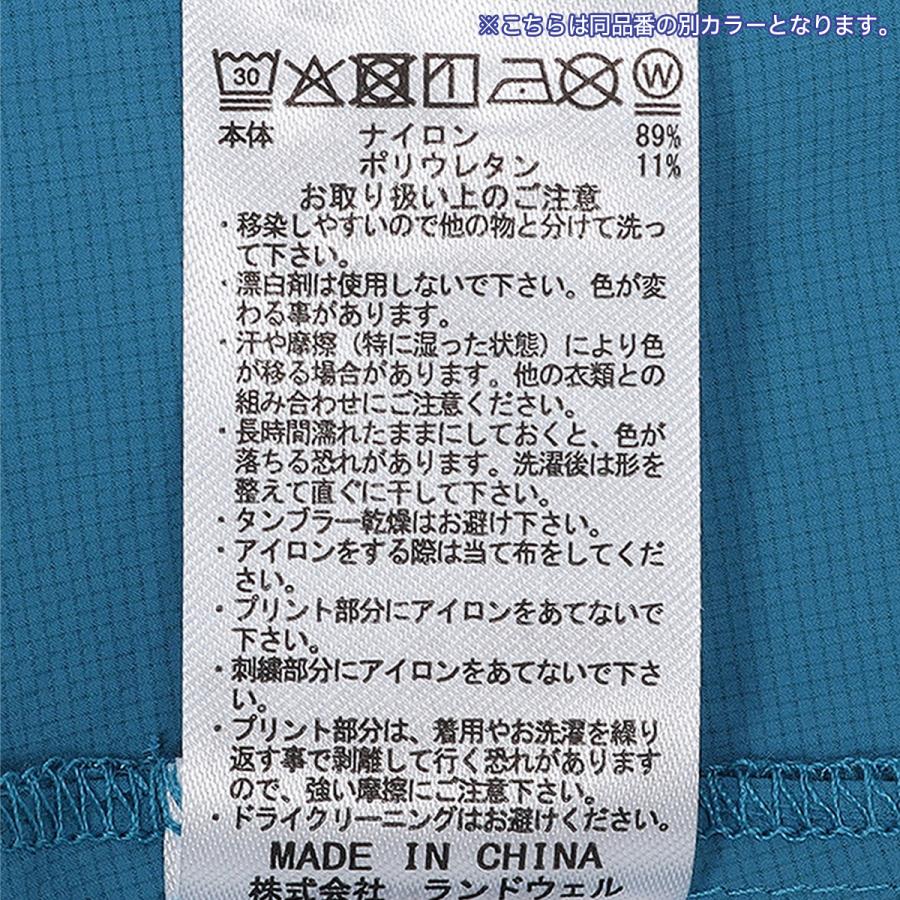 ※こちらは同品番の別カラーとなります。
30 W
本体 ナイロン 89%
ポリウレタン 11%
お取り扱い上のご注意
・移染しやすいので他の物と分けて洗っ
て下さい。
・漂白剤は使用しないで下さい。色が変
わる事があります。
・汗や摩擦（特に湿った状態）により色
が移る場合があります。他の衣類との
組み合わせにご注意ください。
・長時間濡れたままにしておくと、色が
落ちる恐れがあります。洗濯後は形を
整えて直ぐに干して下さい。
・タンブラー乾燥はお避け下さい。
・アイロンをする際は当て布をしてくだ
さい。
・プリント部分にアイロンをあてないで
下さい。
・刺繍部分にアイロンをあてないで下さ
い。
・プリント部分は、着用やお洗濯を繰り
返す事で剥離して行く恐れがあります
ので、強い摩擦にご注意下さい。
・ドライクリーニングはお避けください。
MADE IN CHINA
株式会社 ランドウェル